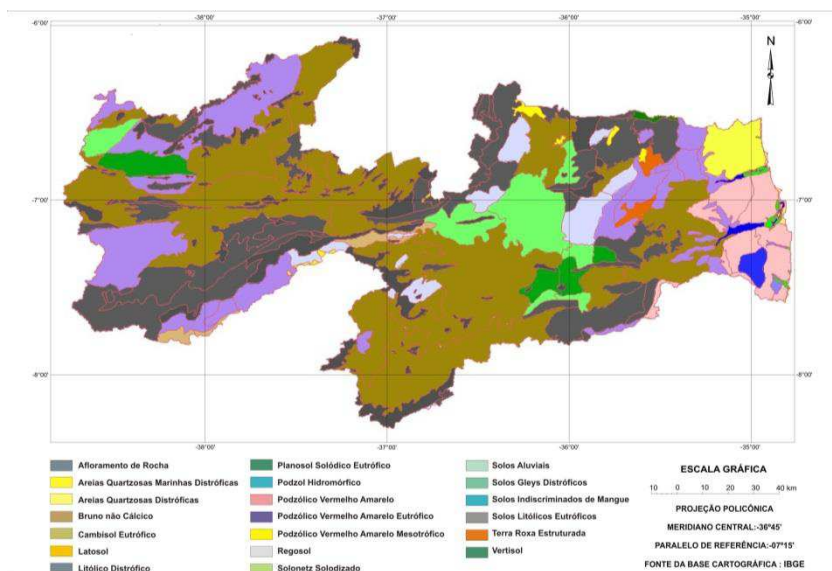 -38°00'
-37°00'
-36°00'
-35°00'
-6°00'
-6°00'
N
-7°00'
-7°00'
-8°00'
-8°00'
-38°00'
-37°00'
-36°00'
-35°00'
Afloramento de Rocha
Areias Quartzosas Marinhas Distróficas
Areias Quartzosas Distróficas
Bruno não Cálcico
Cambisol Eutrófico
Latosol
Litólico Distrófico
Planosol Solódico Eutrófico
Podzol Hidromórfico
Podzólico Vermelho Amarelo
Podzólico Vermelho Amarelo Eutrófico
Podzólico Vermelho Amarelo Mesotrófico
Regosol
Solonetz Solodizado
Solos Aluviais
Solos Gleys Distróficos
Solos Indiscriminados de Mangue
Solos Litólicos Eutróficos
Terra Roxa Estruturada
Vertisol
ESCALA GRÁFICA
10 0 10 20 30 40 km
PROJEÇÃO POLICÔNICA
MERIDIANO CENTRAL:-36°45'
PARALELO DE REFERÊNCIA:-07°15'
FONTE DA BASE CARTOGRÁFICA : IBGE